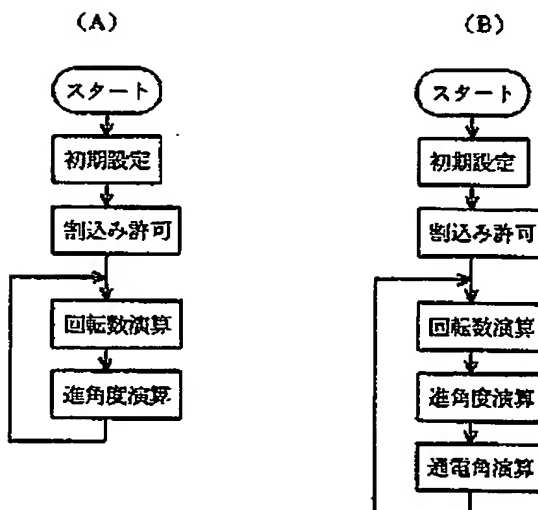 (A)
スタート
初期設定
割込み許可
回転数演算
進角度演算
(B)
スタート
初期設定
割込み許可
回転数演算
進角度演算
通電角演算